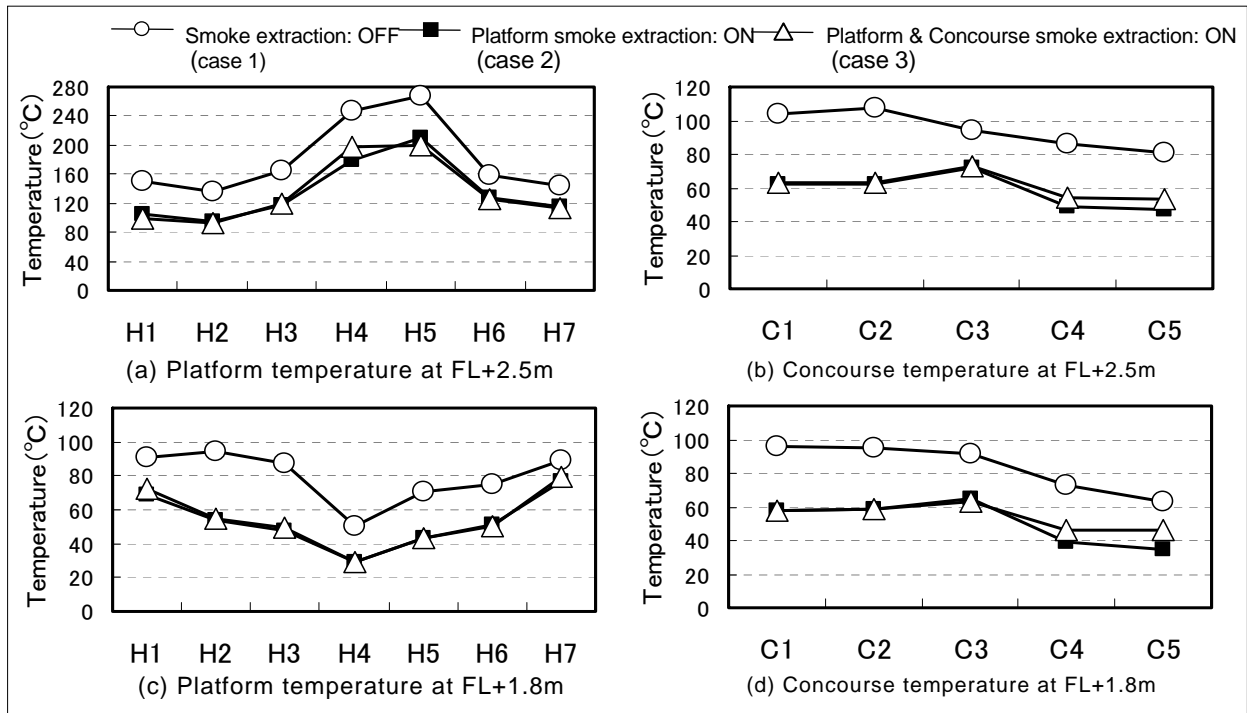 Smoke extraction: OFF Platform smoke extraction: ON Platform & Concourse smoke extraction: ON
(case 1) (case 2) (case 3)
Temperature(℃)
280
240
200
160
120
80
40
0
H1 H2 H3 H4 H5 H6 H7
(a) Platform temperature at FL+2.5m
Temperature(℃)
120
100
80
60
40
20
0
C1 C2 C3 C4 C5
(b) Concourse temperature at FL+2.5m
Temperature(℃)
120
100
80
60
40
20
0
H1 H2 H3 H4 H5 H6 H7
(c) Platform temperature at FL+1.8m
Temperature(℃)
120
100
80
60
40
20
0
C1 C2 C3 C4 C5
(d) Concourse temperature at FL+1.8m